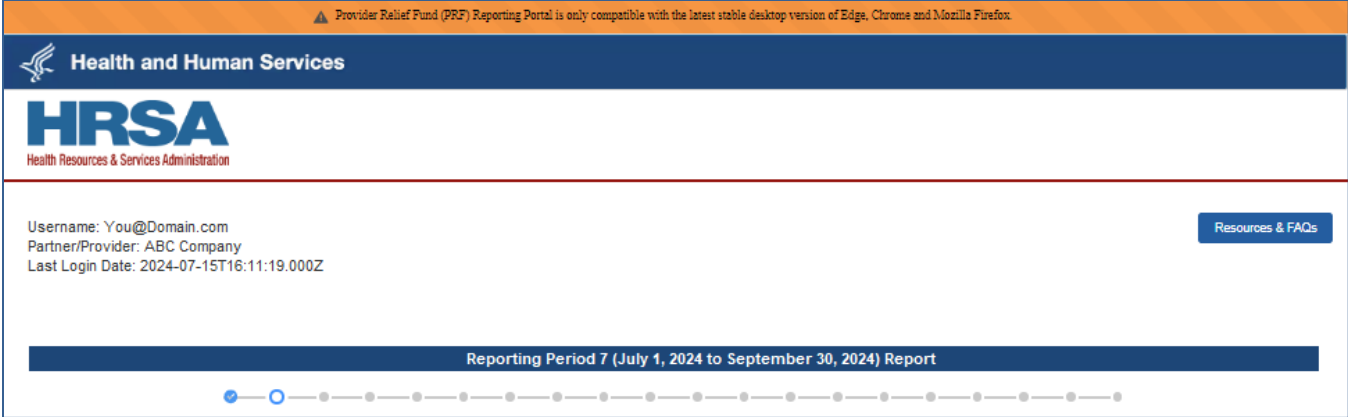 Provider Relief Fund (PRF) Reporting Portal is only compatible with the latest stable desktop version of Edge, Chrome and Mozilla Firefox.
Health and Human Services
HRSA
Health Resources & Services Administration
Username: You@Domain.com
Resources & FAQs
Partner/Provider: ABC Company
Last Login Date: 2024-07-15T16:11:19.000Z
Reporting Period 7 (July 1, 2024 to September 30, 2024) Report